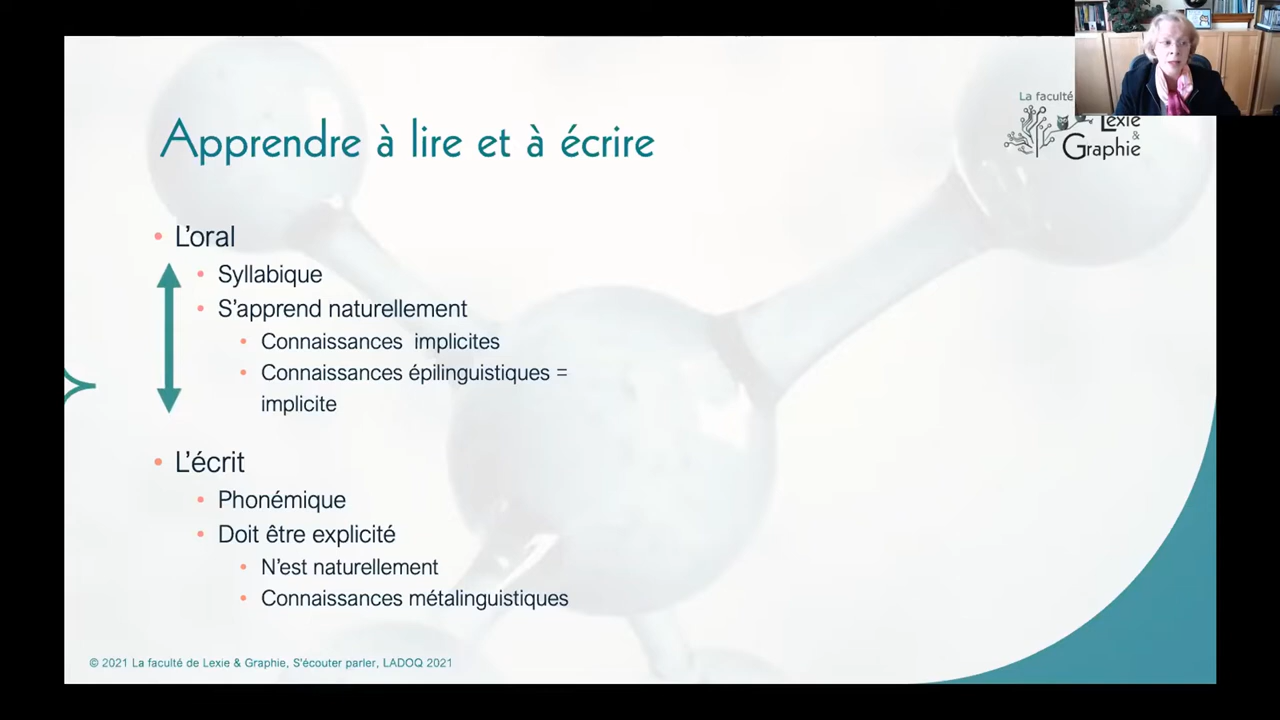 Apprendre à lire et à écrire
La faculté
Lexie
&
Graphie
• L'oral
• Syllabique
• S'apprend naturellement
• Connaissances implicites
• Connaissances épilinguistiques =
implicite
• L'écrit
• Phonémique
• Doit être explicité
• N'est naturellement
• Connaissances métalinguistiques
© 2021 La faculté de Lexie & Graphie, S'écouter parler, LADOQ 2021